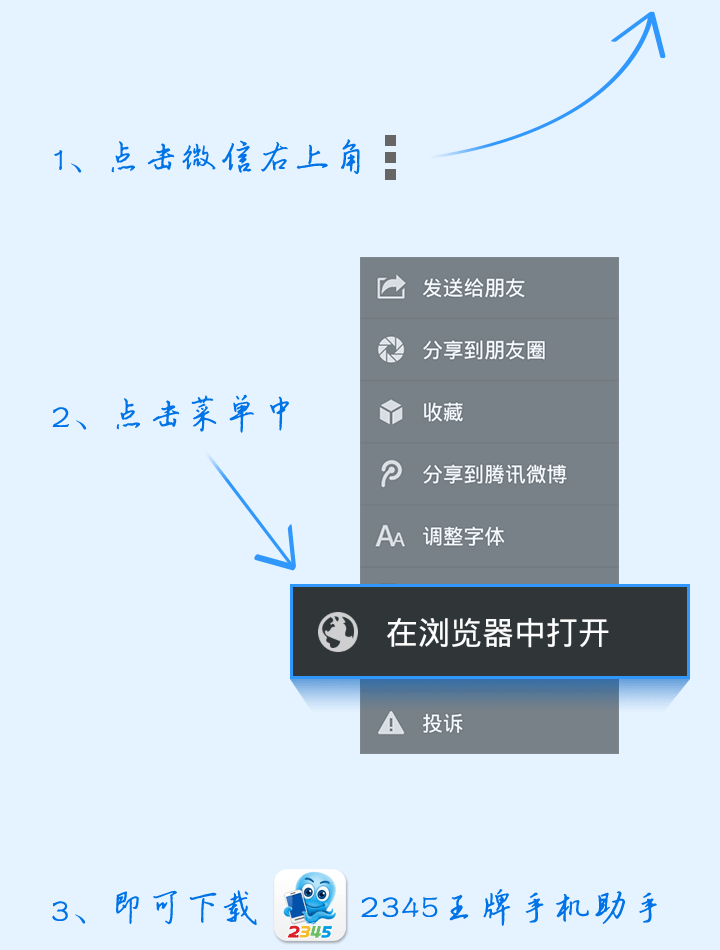 1、点击微信右上角
发送给朋友
分享到朋友圈
收藏
2、点击菜单中
分享到腾讯微博
AA 调整字体
在浏览器中打开
投诉
3、即可下载 2345 2345王牌手机助手